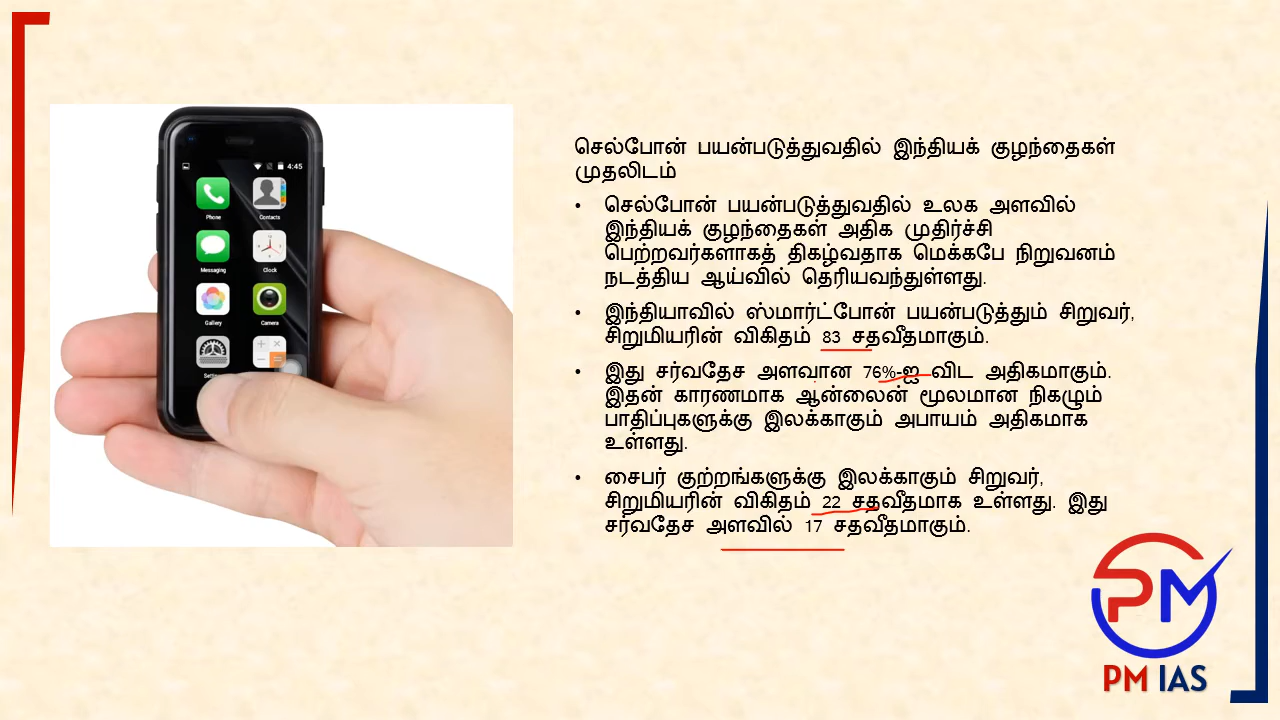 4:45
Phone
Contacts
Messaging
Clock
Gallery
Camera
செல்போன் பயன்படுத்துவதில் இந்தியக் குழந்தைகள்
முதலிடம்
• செல்போன் பயன்படுத்துவதில் உலக அளவில்
இந்தியக் குழந்தைகள் அதிக முதிர்ச்சி
பெற்றவர்களாகத் திகழ்வதாக மெக்கபே நிறுவனம்
நடத்திய ஆய்வில் தெரியவந்துள்ளது.
• இந்தியாவில் ஸ்மார்ட்போன் பயன்படுத்தும் சிறுவர்,
சிறுமியரின் விகிதம் 83 சதவீதமாகும்.
• இது சர்வதேச அளவான 76%-ஐ விட அதிகமாகும்.
இதன் காரணமாக ஆன்லைன் மூலமான நிகழும்
பாதிப்புகளுக்கு இலக்காகும் அபாயம் அதிகமாக
உள்ளது.
• சைபர் குற்றங்களுக்கு இலக்காகும் சிறுவர்,
சிறுமியரின் விகிதம் 22 சதவீதமாக உள்ளது. இது
சர்வதேச அளவில் 17 சதவீதமாகும்.
PM
PM IAS